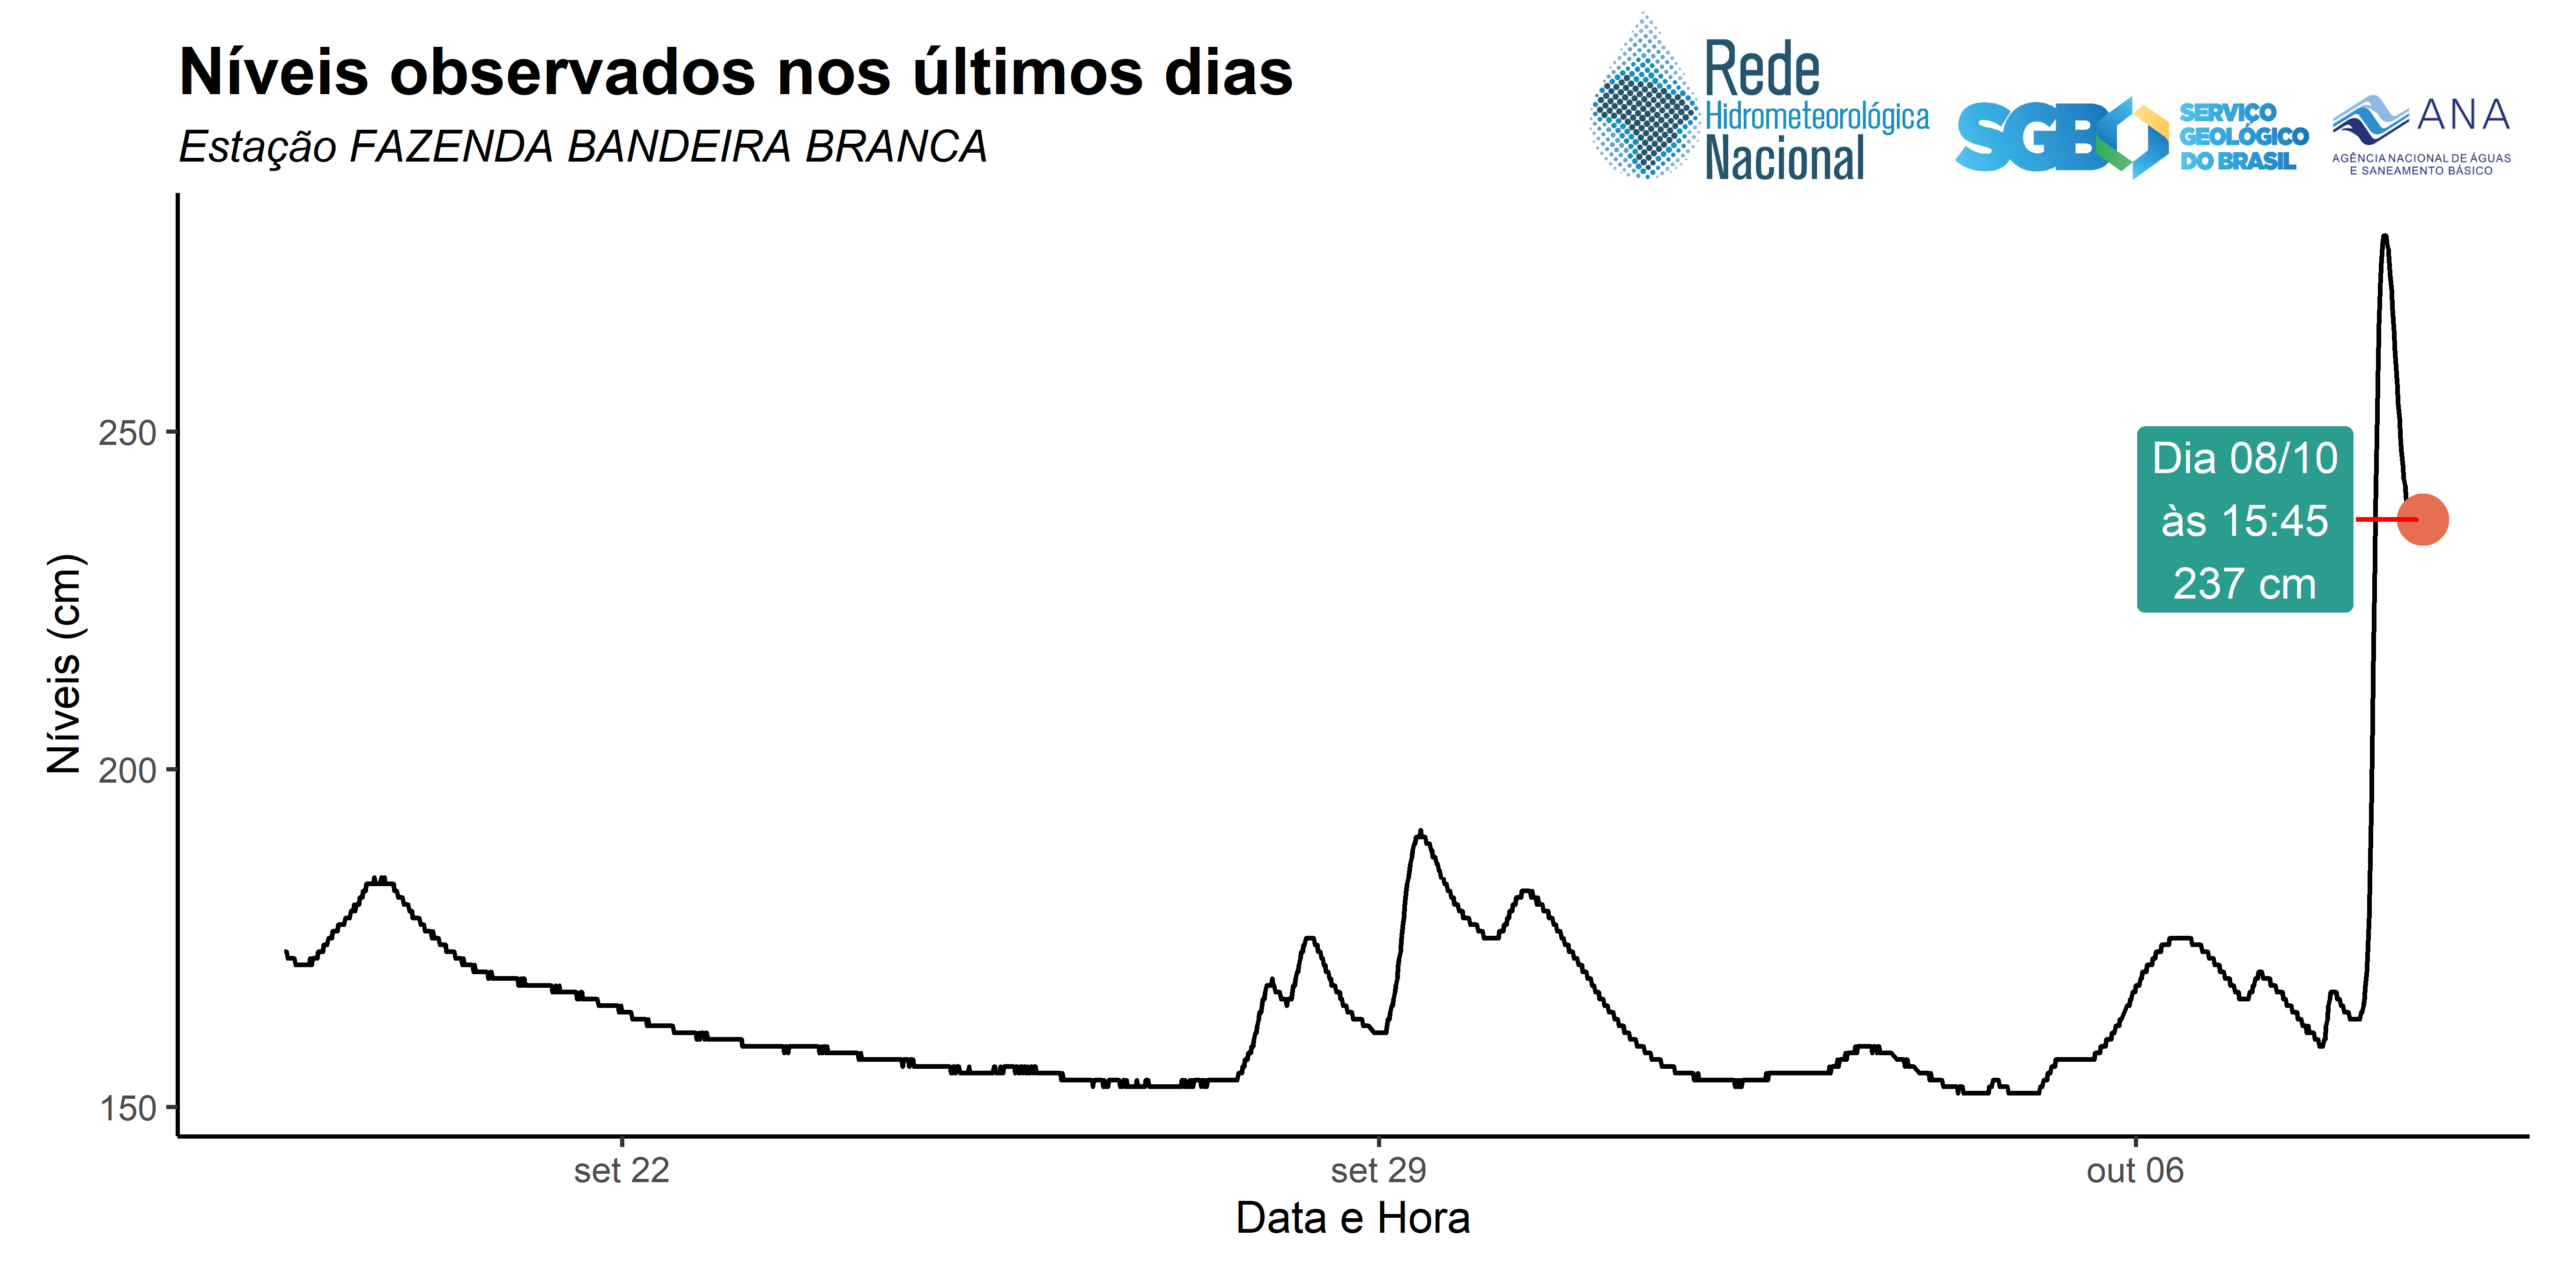 Níveis observados nos últimos dias
Estação FAZENDA BANDEIRA BRANCA
Rede
Hidrometeorológica
Nacional
SGB
SERVIÇO
GEOLÓGICO
DO BRASIL
ANA
AGÊNCIA NACIONAL DE ÁGUAS
E SANEAMENTO BÁSICO
Níveis (cm)
250
200
150
Dia 08/10
às 15:45
237 cm
set 22
set 29
out 06
Data e Hora